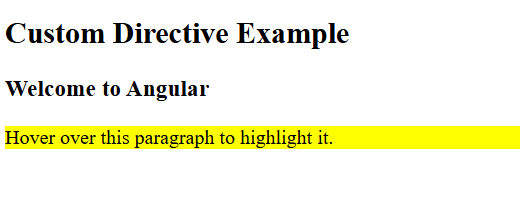 Custom Directive Example
Welcome to Angular
Hover over this paragraph to highlight it.